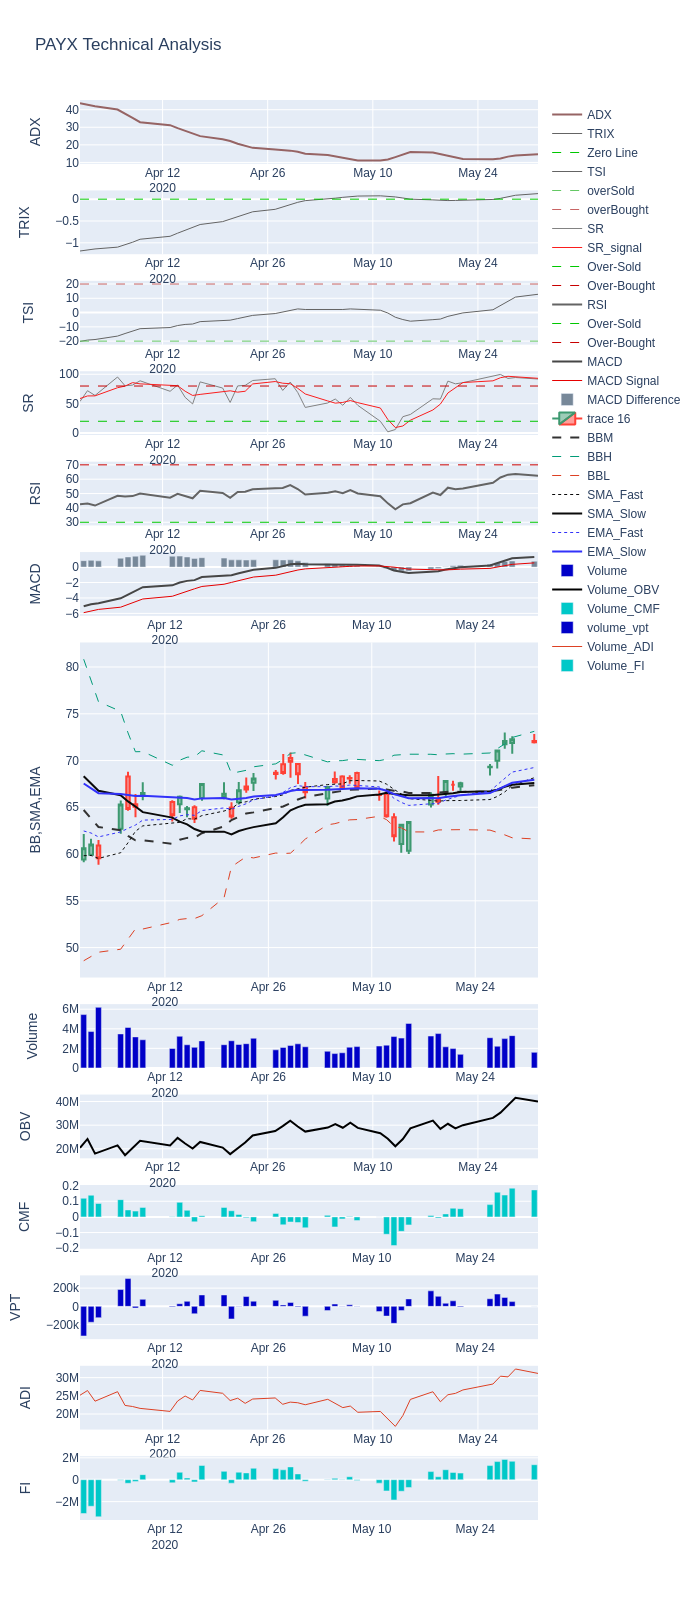 PAYX Technical Analysis
ADX
40
30
20
10
Apr 12
2020
Apr 26
May 10
May 24
TRIX
0
−0.5
−1
Apr 12
2020
Apr 26
May 10
May 24
TSI
20
10
0
−10
−20
Apr 12
2020
Apr 26
May 10
May 24
SR
100
50
0
Apr 12
2020
Apr 26
May 10
May 24
RSI
70
60
50
40
30
Apr 12
2020
Apr 26
May 10
May 24
MACD
0
−2
−4
−6
Apr 12
2020
Apr 26
May 10
May 24
BB,SMA,EMA
80
75
70
65
60
55
50
Apr 12
2020
Apr 26
May 10
May 24
Volume
6M
4M
2M
0
Apr 12
2020
Apr 26
May 10
May 24
OBV
40M
30M
20M
Apr 12
2020
Apr 26
May 10
May 24
CMF
0.2
0.1
0
−0.1
−0.2
Apr 12
2020
Apr 26
May 10
May 24
VPT
200k
0
−200k
Apr 12
2020
Apr 26
May 10
May 24
ADI
30M
25M
20M
Apr 12
2020
Apr 26
May 10
May 24
FI
2M
0
−2M
Apr 12
2020
Apr 26
May 10
May 24
ADX
TRIX
Zero Line
TSI
overSold
overBought
SR
SR_signal
Over-Sold
Over-Bought
RSI
Over-Sold
Over-Bought
MACD
MACD Signal
MACD Difference
trace 16
BBM
BBH
BBL
SMA_Fast
SMA_Slow
EMA_Fast
EMA_Slow
Volume
Volume_OBV
Volume_CMF
volume_vpt
Volume_ADI
Volume_FI